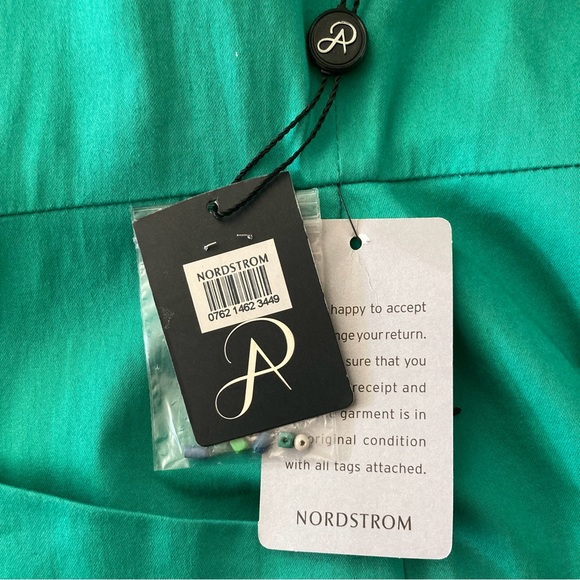 NORDSTROM
0762 1462 3449
happy to accept
your return.
sure that you
receipt and
garment is in
original condition
with all tags attached.
NORDSTROM